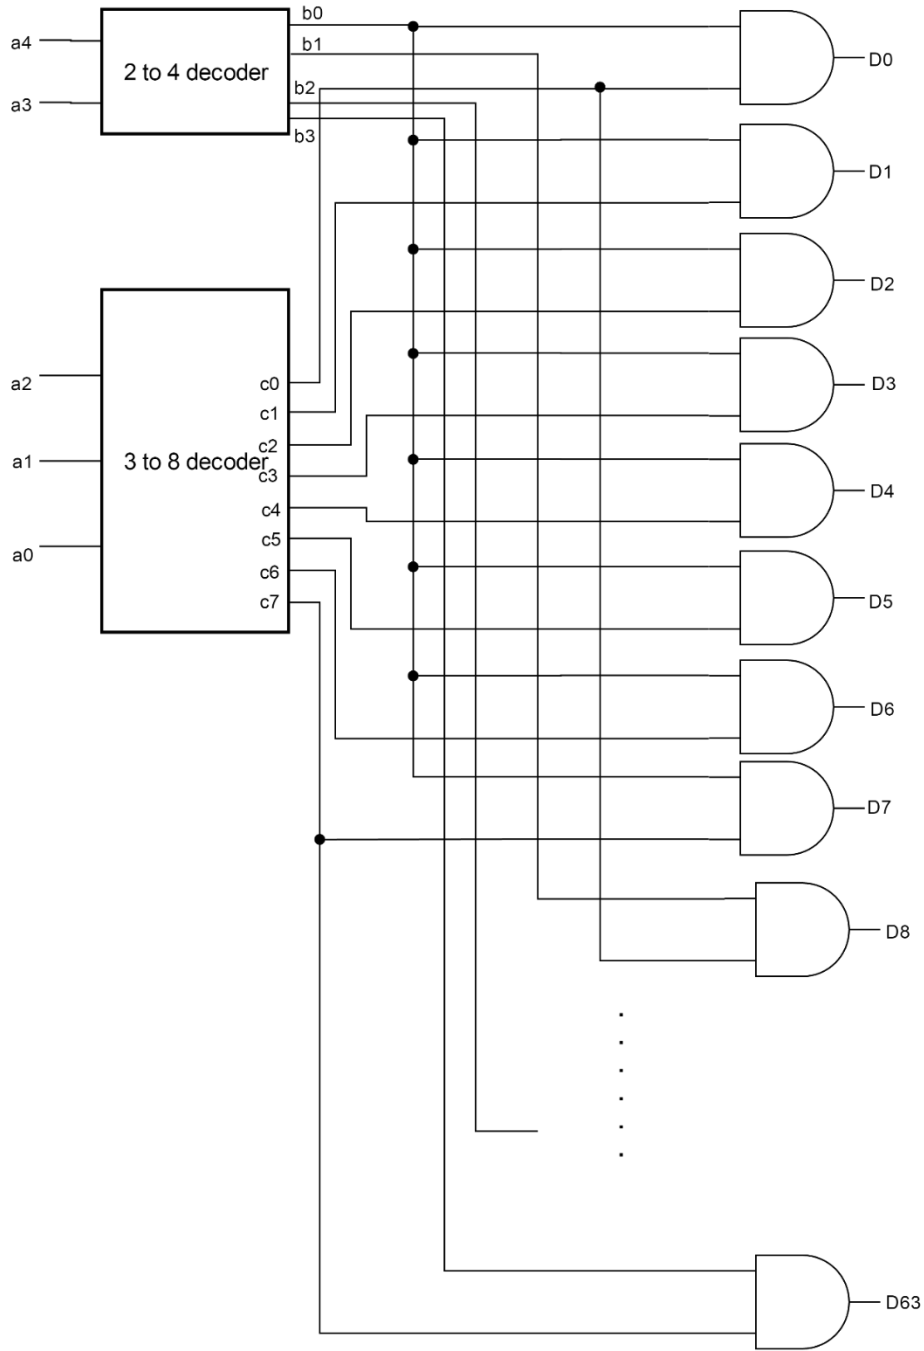 b0
a4
b1
2 to 4 decoder
D0
b2
a3
b3
D1
D2
a2
c0
D3
c1
c2
a1
3 to 8 decoder
c3
D4
c4
c5
a0
c6
D5
c7
D6
D7
D8
D63